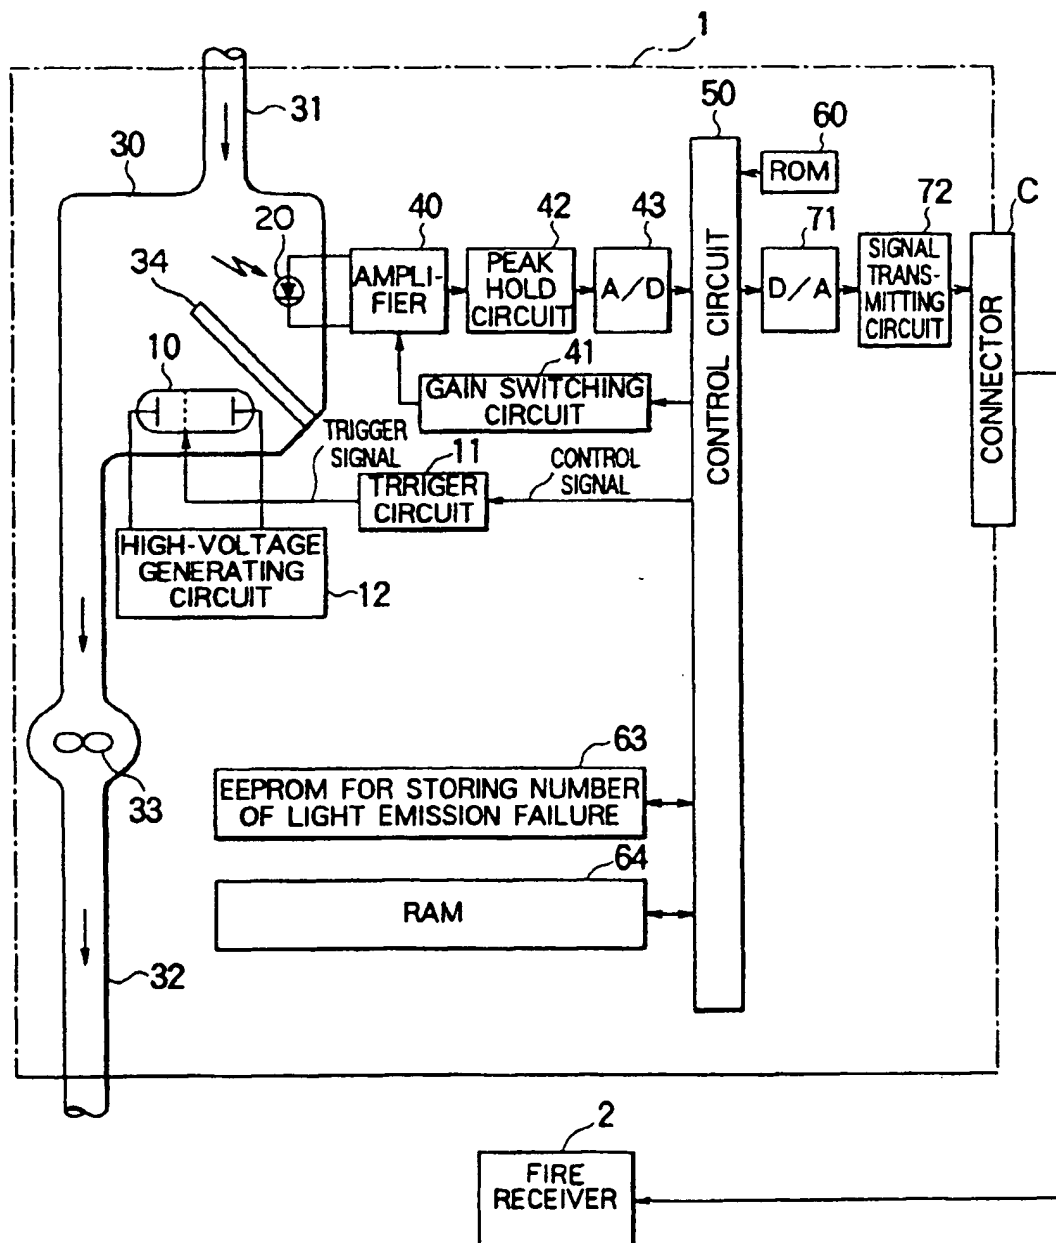 1
31
50
30
60
ROM
20
40
42
43
71
72
C
34
AMPLI-
FIER
PEAK
HOLD
CIRCUIT
A/D
CONTROL CIRCUIT
D/A
SIGNAL
TRANS-
MITTING
CIRCUIT
CONNECTOR
10
41
GAIN SWITCHING
CIRCUIT
TRIGGER
SIGNAL
11
TRRIGER
CIRCUIT
CONTROL
SIGNAL
HIGH-VOLTAGE
GENERATING
CIRCUIT
12
33
63
EEPROM FOR STORING NUMBER
OF LIGHT EMISSION FAILURE
64
RAM
32
2
FIRE
RECEIVER